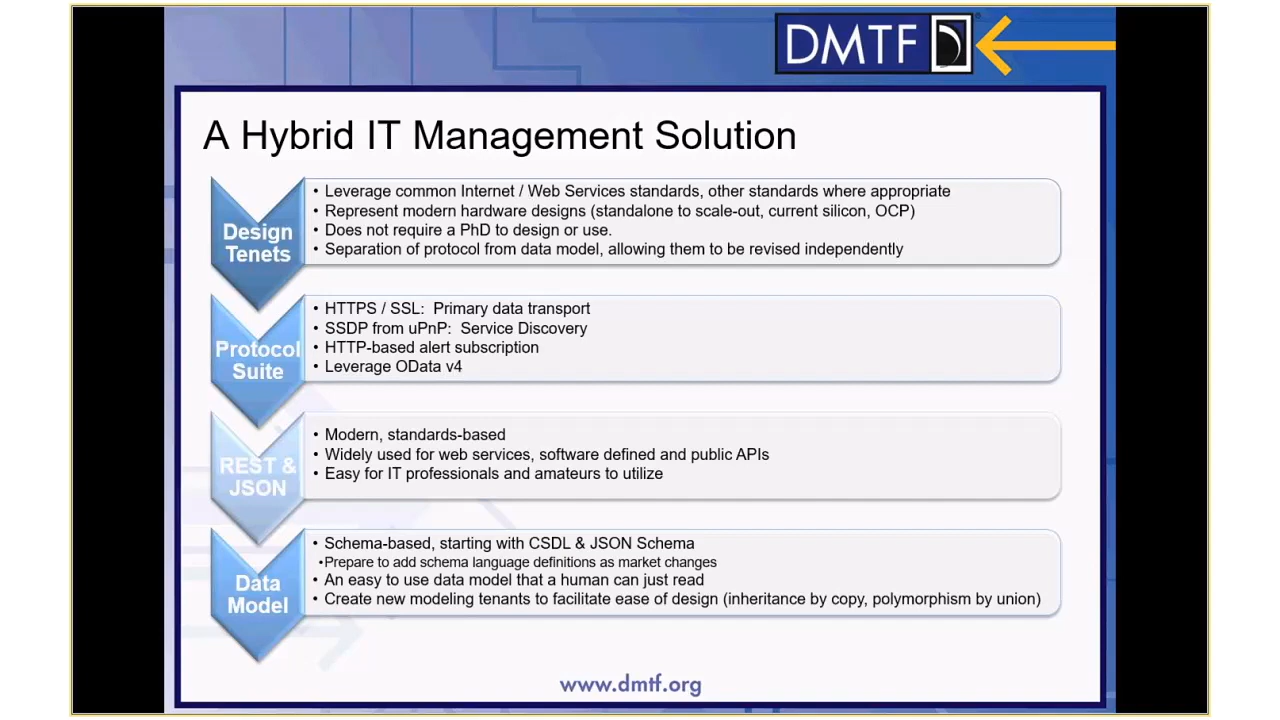 DMTF
A Hybrid IT Management Solution
Design
Tenets
• Leverage common Internet / Web Services standards, other standards where appropriate
• Represent modern hardware designs (standalone to scale-out, current silicon, OCP)
• Does not require a PhD to design or use.
• Separation of protocol from data model, allowing them to be revised independently
Protocol
Suite
• HTTPS / SSL:  Primary data transport
• SSDP from uPnP:  Service Discovery
• HTTP-based alert subscription
• Leverage OData v4
REST &
JSON
• Modern, standards-based
• Widely used for web services, software defined and public APIs
• Easy for IT professionals and amateurs to utilize
Data
Model
• Schema-based, starting with CSDL & JSON Schema
•Prepare to add schema language definitions as market changes
• An easy to use data model that a human can just read
• Create new modeling tenants to facilitate ease of design (inheritance by copy, polymorphism by union)
www.dmtf.org